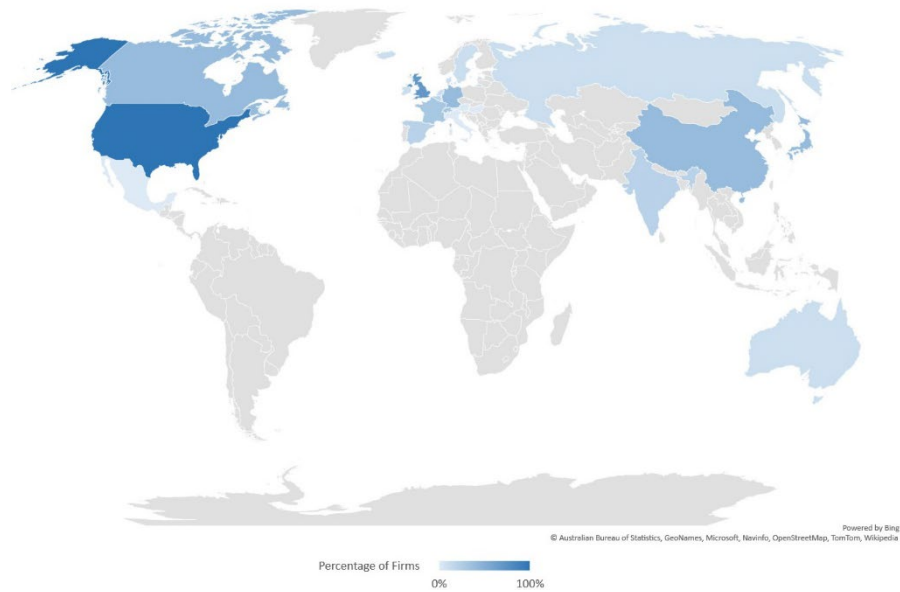 Powered by Bing
© Australian Bureau of Statistics, GeoNames, Microsoft, Navinfo, OpenStreetMap, TomTom, Wikipedia
Percentage of Firms
0% 100%